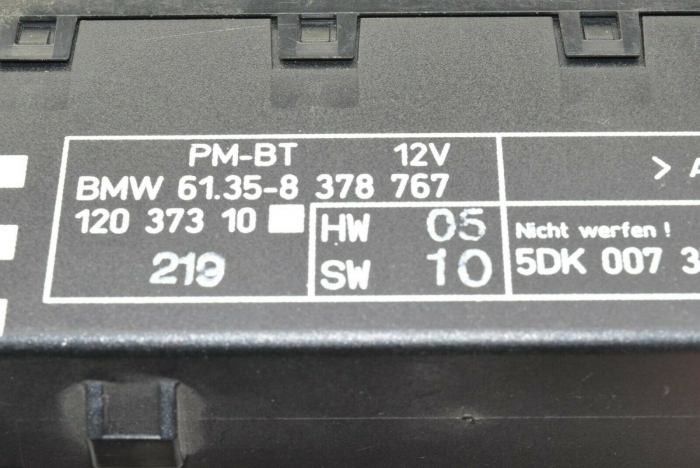 PM-BT 12V
BMW 61.35-8 378 767
120 373 10
219
HW 05
SW 10
> A
Nicht werfen !
5DK 007 3